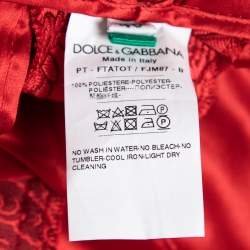 DOLCE & GABBANA
Made in Italy
PT - FTATOT / FJM87 - B
100% POLIESTERE-POLYESTER-
POLIESTER-
NO WASH IN WATER-NO BLEACH-NO
TUMBLER-COOL IRON-LIGHT DRY
CLEANING